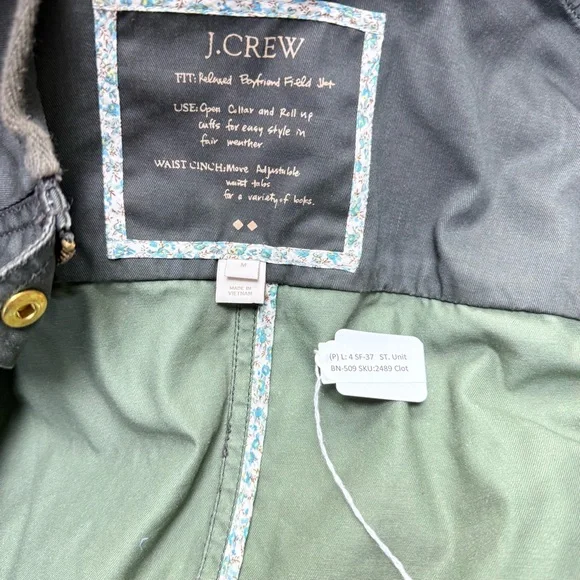 J.CREW
FIT: Relaxed Boyfriend Field Jkt
USE: Open Collar and Roll up
cuffs for easy style in
fair weather.
WAIST CINCH: Move Adjustable
waist tabs
for a variety of looks.
MADE IN
VIETNAM
(P) L: 4 SF-37 ST. Unit
BN-509 SKU:2489 Clot